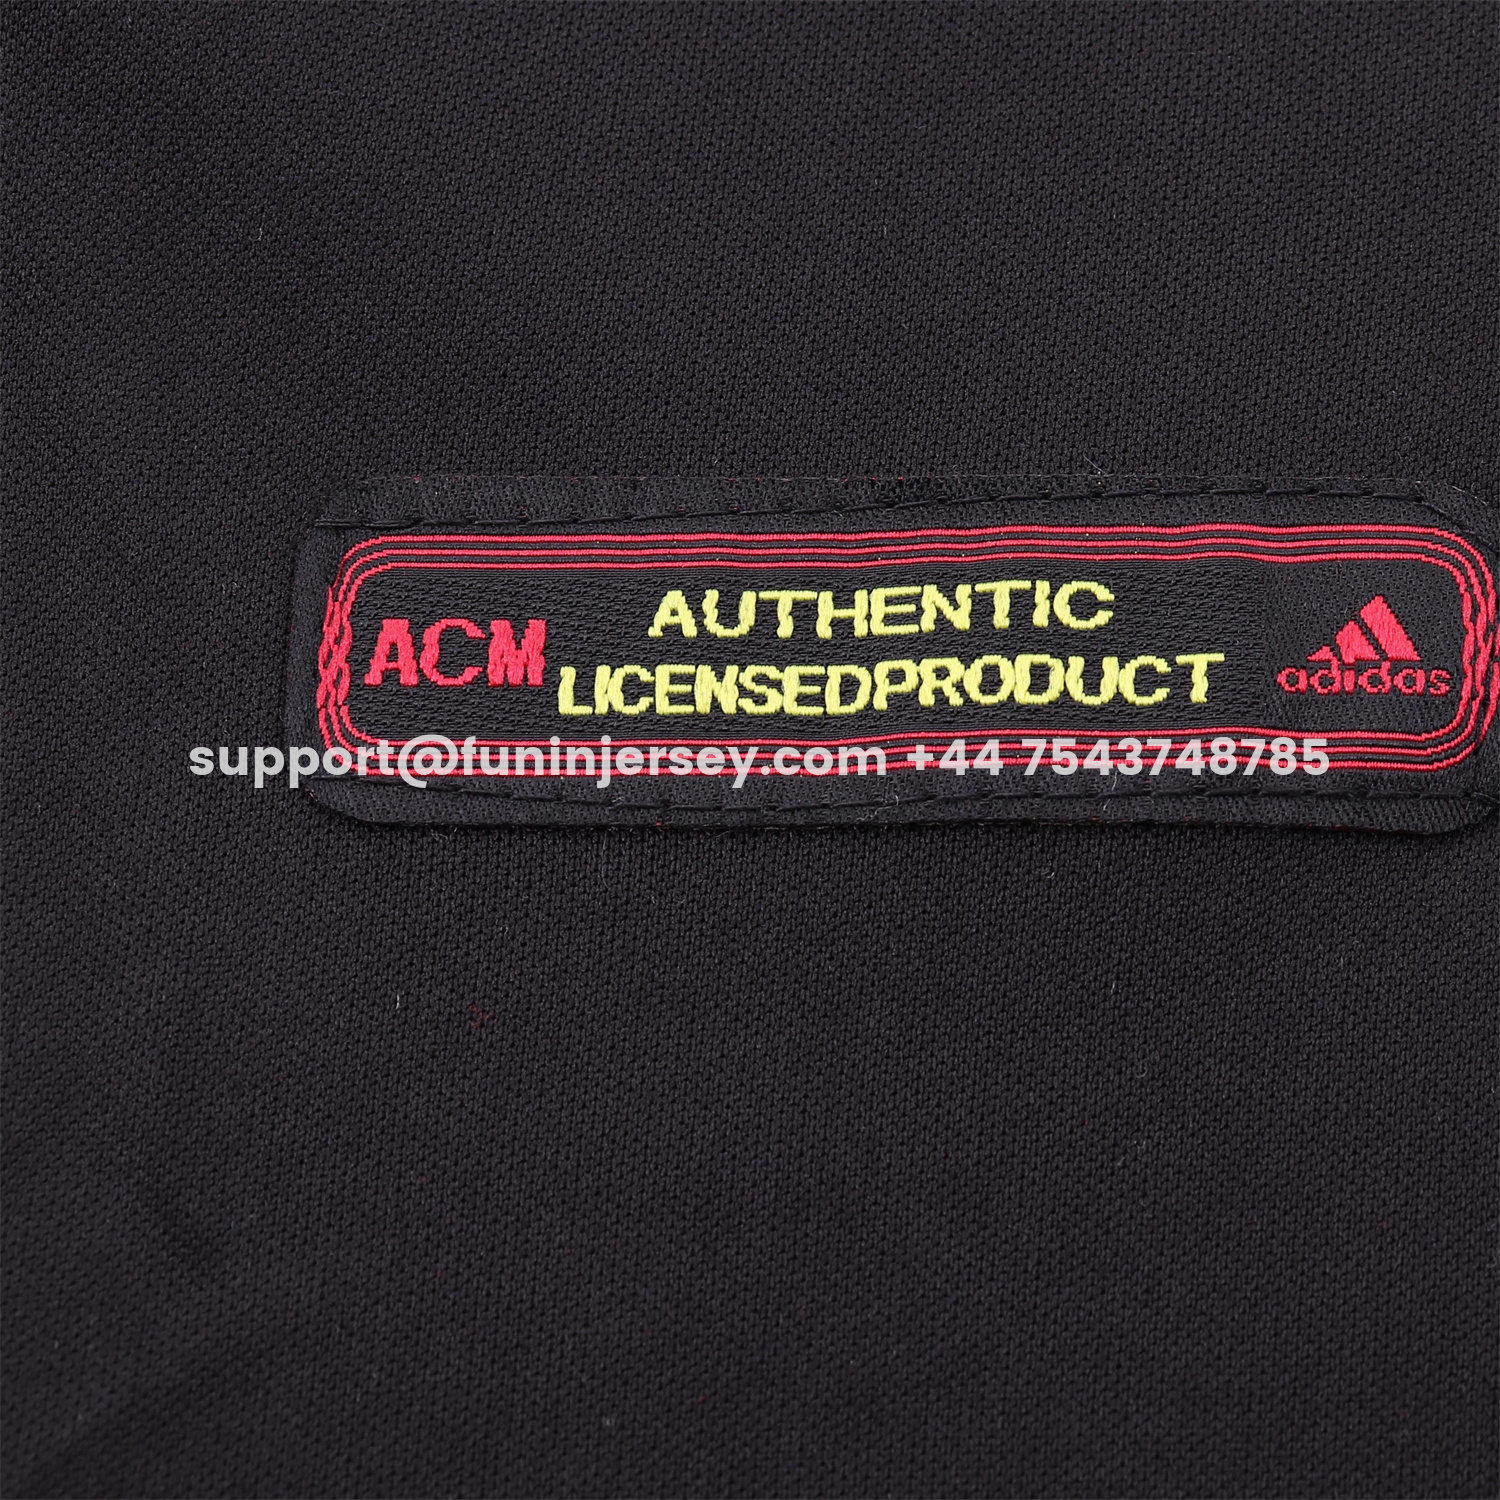 ACM
AUTHENTIC
LICENSEDPRODUCT
adidas
support@funinjersey.com +44 7543748785